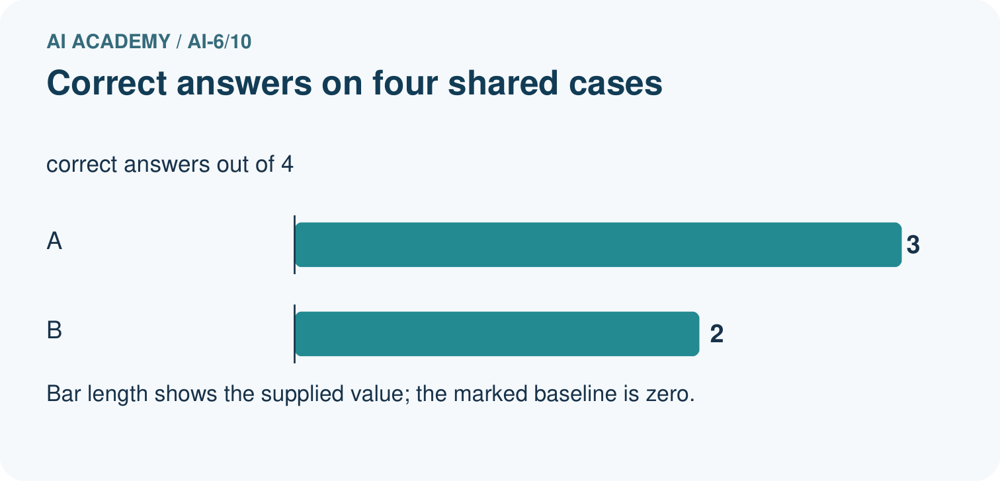 AI ACADEMY / AI-6/10
Correct answers on four shared cases
correct answers out of 4
A
3
B
2
Bar length shows the supplied value; the marked baseline is zero.